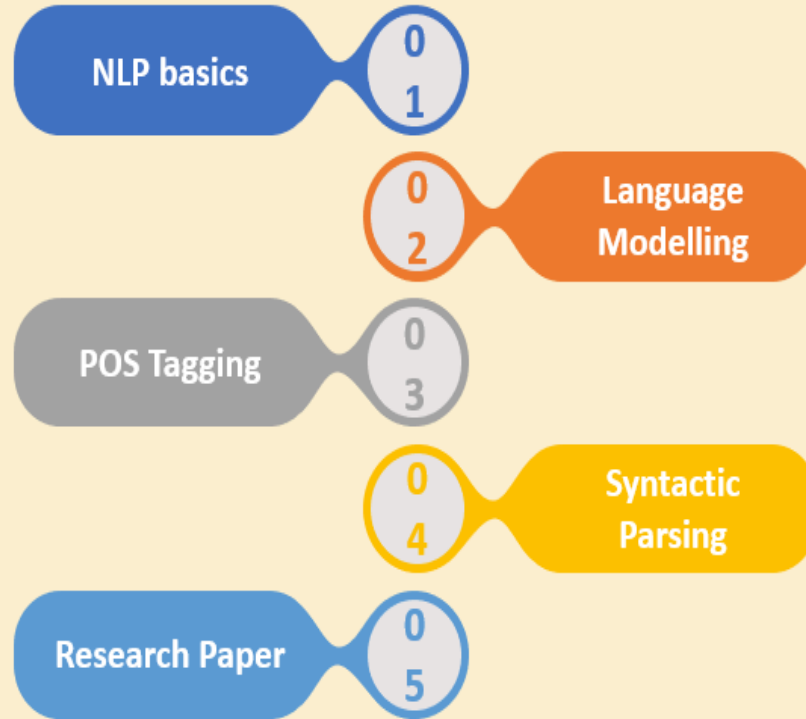 NLP basics
0
1
0
2
Language
Modelling
POS Tagging
0
3
0
4
Syntactic
Parsing
Research Paper
0
5